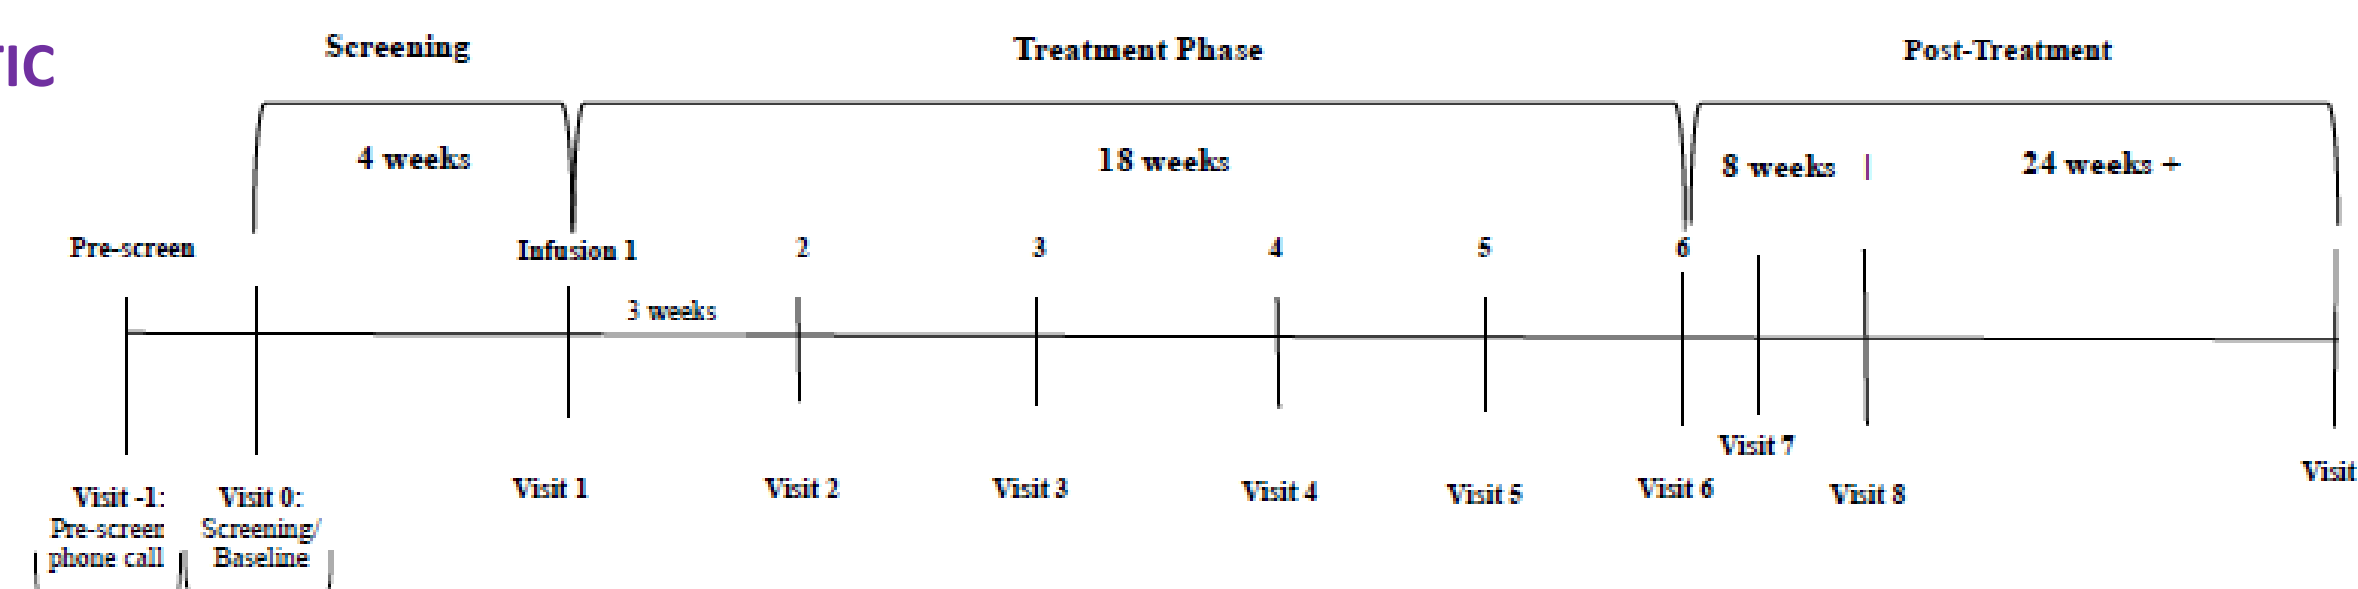 TIC
Screening
Treatment Phase
Post-Treatment
4 weeks
18 weeks
8 weeks | 24 weeks +
Pre-screen
Infusion 1
2
3
4
5
6
3 weeks
Visit -1:
Pre-screen
phone call
Visit 0:
Screening/
Baseline
Visit 1
Visit 2
Visit 3
Visit 4
Visit 5
Visit 6
Visit 7
Visit 8
Visit